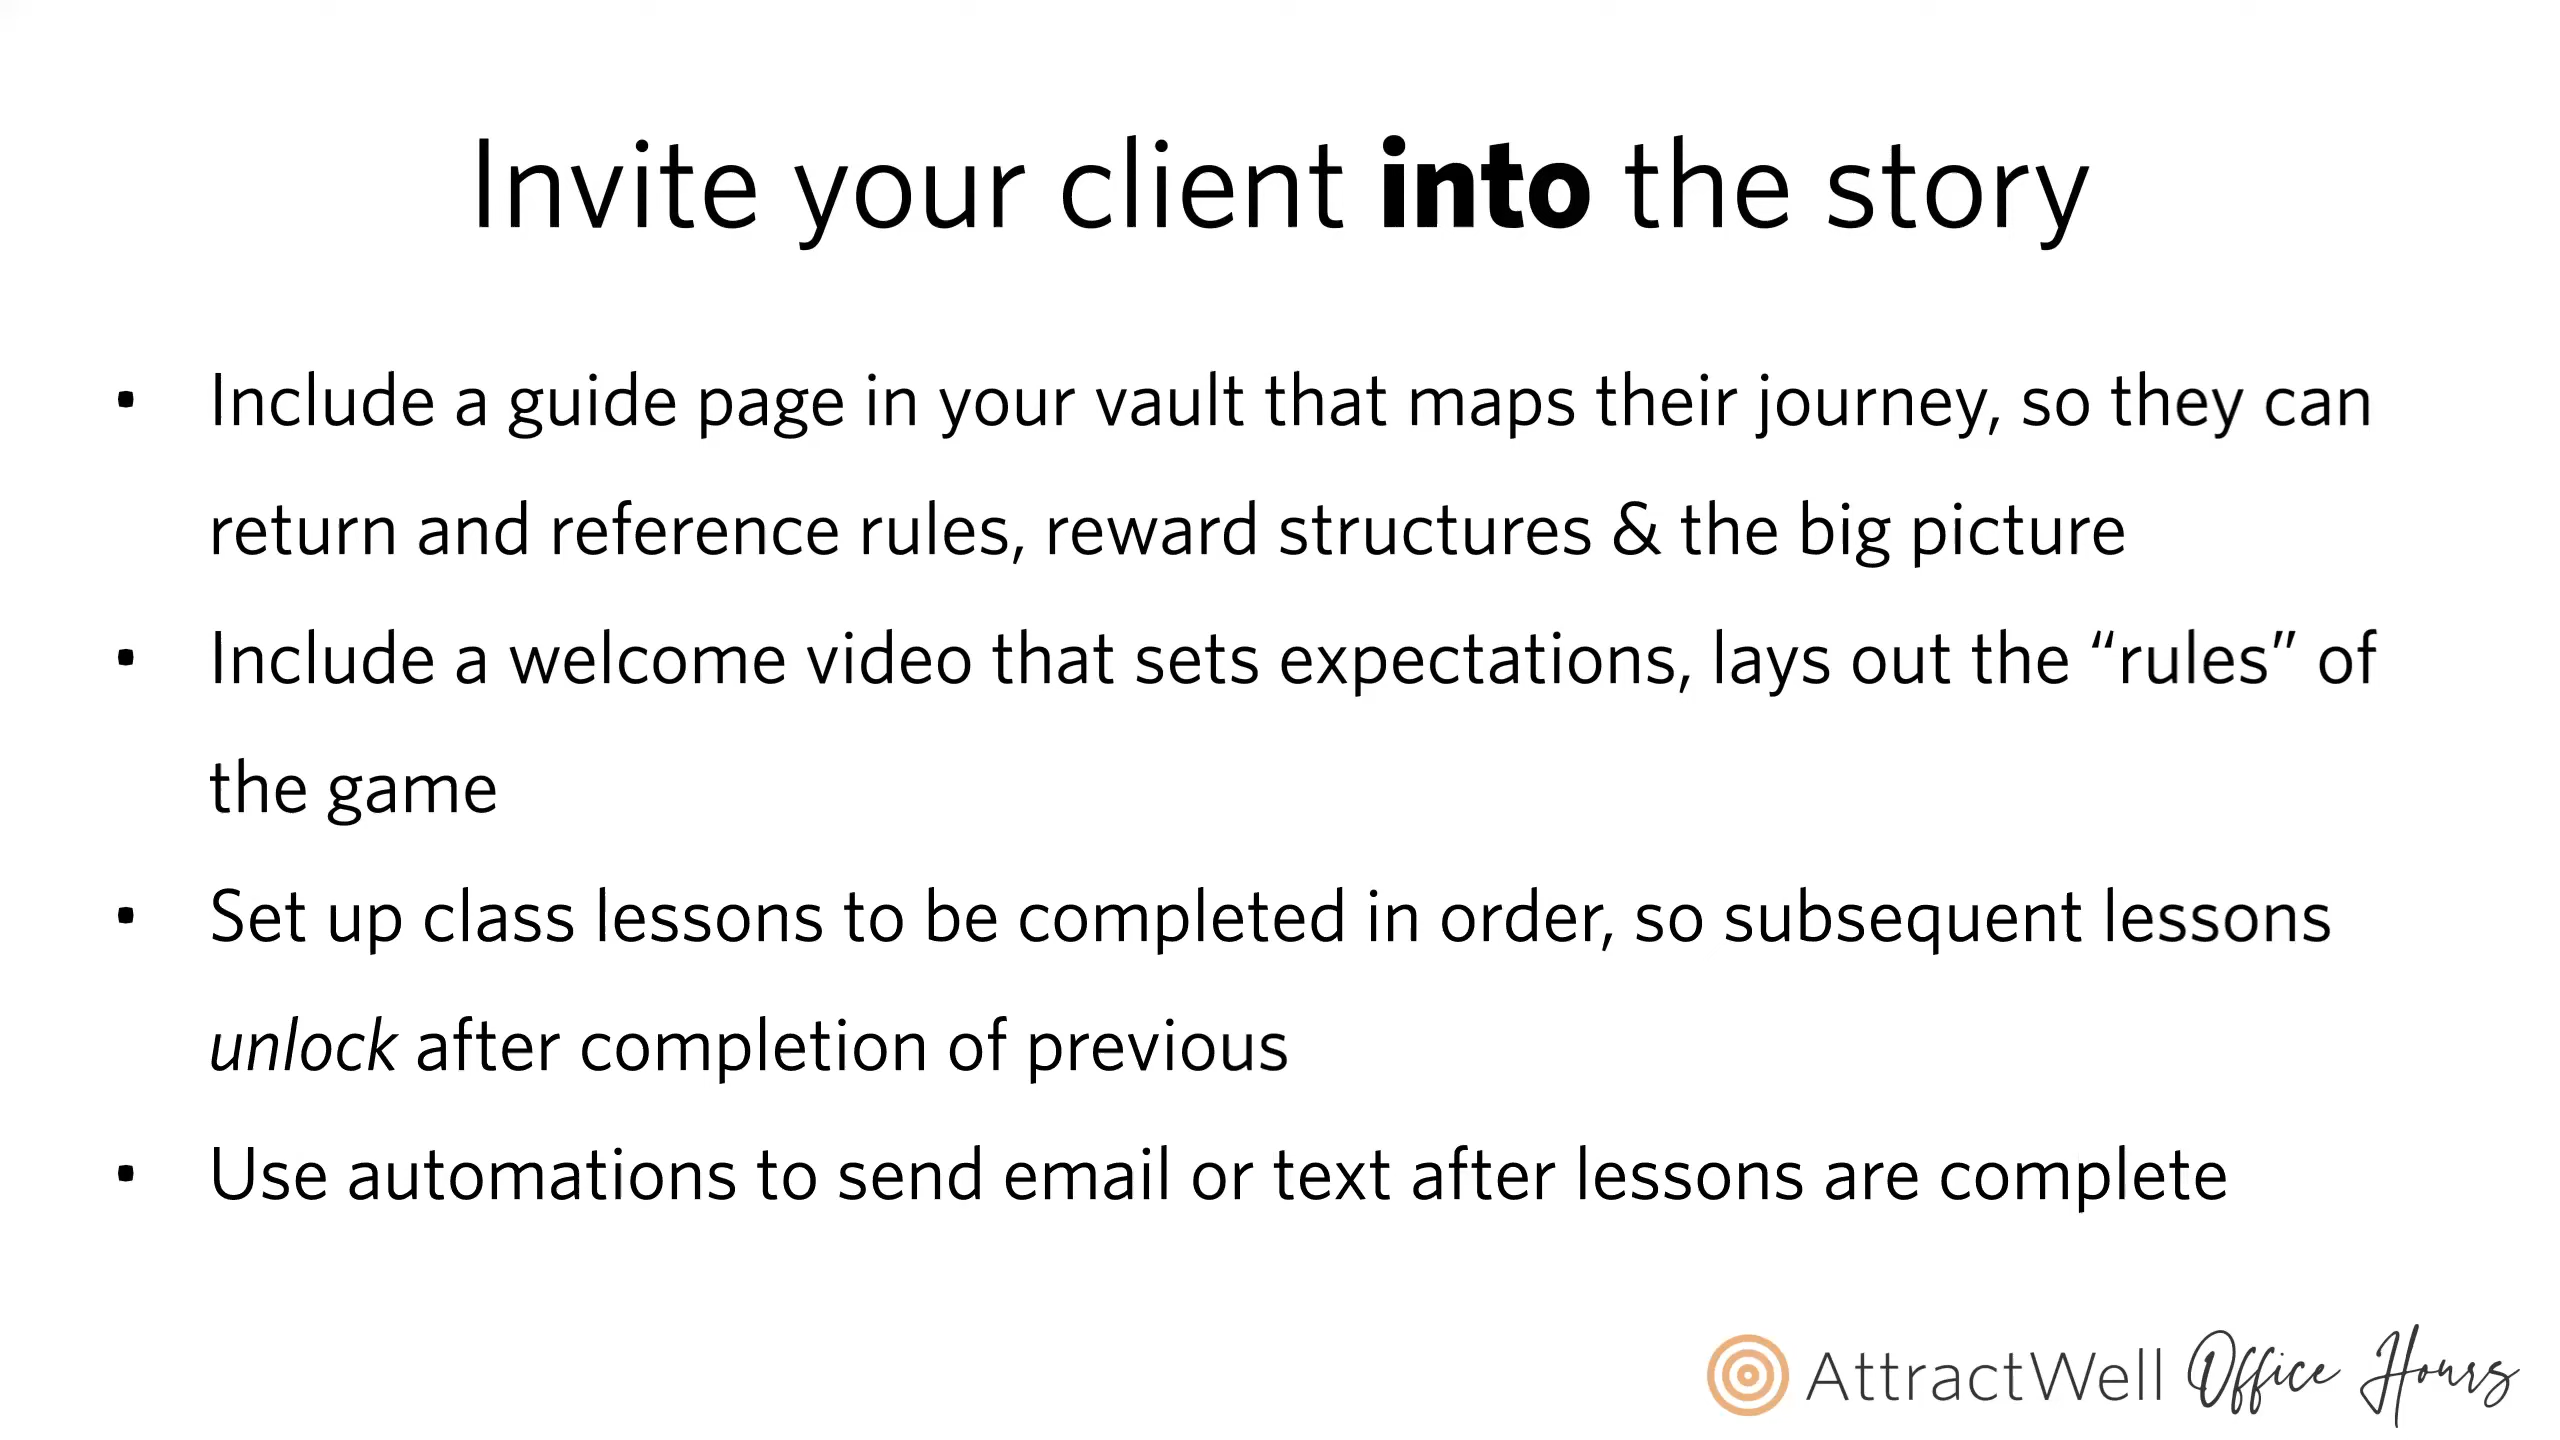 Invite your client into the story
• Include a guide page in your vault that maps their journey, so they can
return and reference rules, reward structures & the big picture
• Include a welcome video that sets expectations, lays out the “rules” of
the game
• Set up class lessons to be completed in order, so subsequent lessons
unlock after completion of previous
• Use automations to send email or text after lessons are complete
AttractWell Office Hours